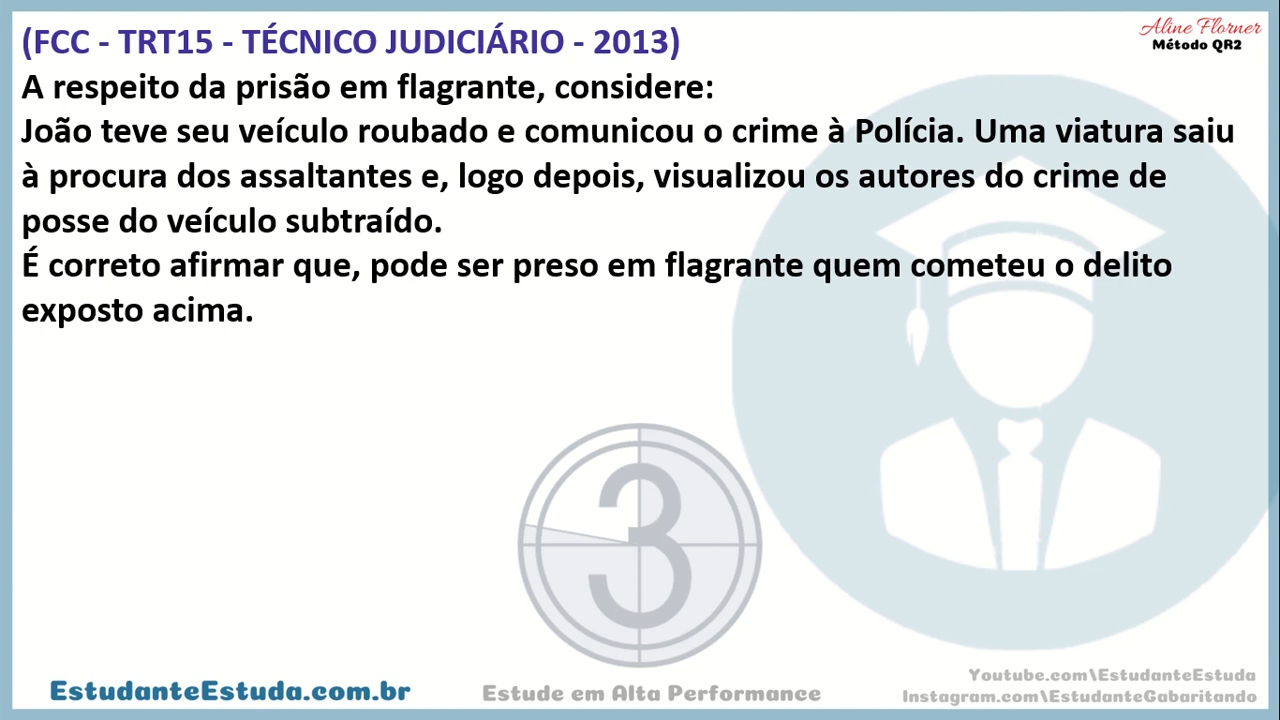 (FCC - TRT15 - TÉCNICO JUDICIÁRIO - 2013)
Aline Florner
Método QR2
A respeito da prisão em flagrante, considere:
João teve seu veículo roubado e comunicou o crime à Polícia. Uma viatura saiu
à procura dos assaltantes e, logo depois, visualizou os autores do crime de
posse do veículo subtraído.
É correto afirmar que, pode ser preso em flagrante quem cometeu o delito
exposto acima.
3
EstudanteEstuda.com.br
Estude em Alta Performance
Youtube.com\EstudanteEstuda
Instagram.com\EstudanteGabaritando